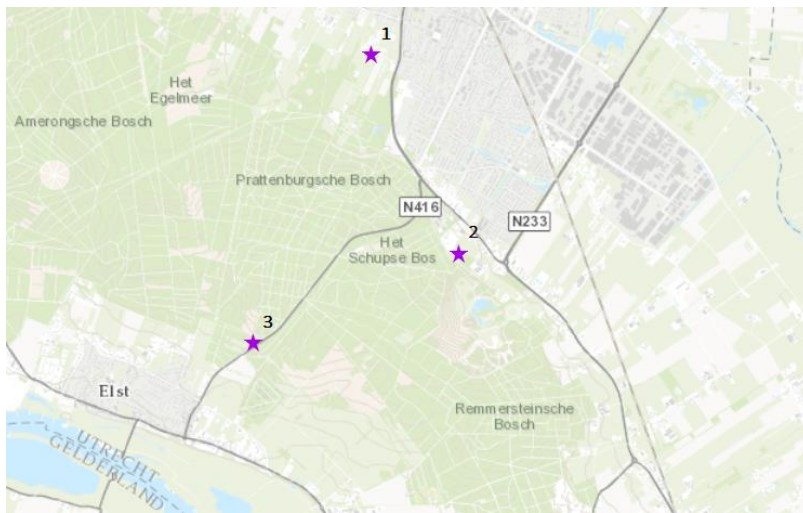 1
Het
Egelmeer
Amerongsche Bosch
Prattenburgsche Bosch
N416
N233
2
Het
Schupse Bos
3
Elst
Remmersteinsche
Bosch
UTRECHT
GELDERLAND